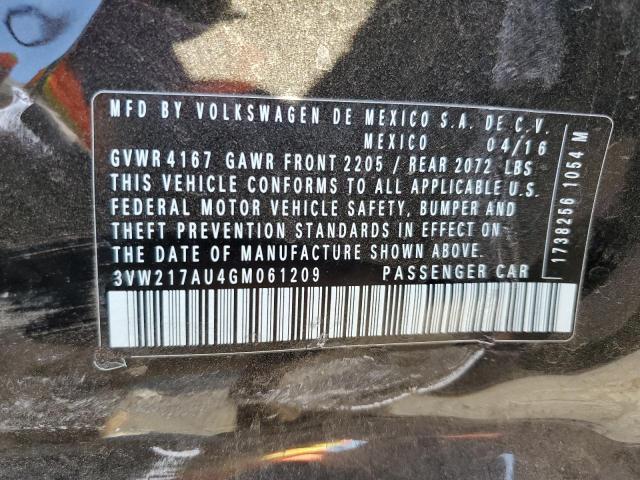 MFD BY VOLKSWAGEN DE MEXICO S.A. DE C.V.
MEXICO 04/16
GVWR 4167 GAWR FRONT 2205 / REAR 2072 LBS
THIS VEHICLE CONFORMS TO ALL APPLICABLE U.S.
FEDERAL MOTOR VEHICLE SAFETY, BUMPER AND
THEFT PREVENTION STANDARDS IN EFFECT ON
THE DATE OF MANUFACTURE SHOWN ABOVE.
3VW217AU4GM061209 PASSENGER CAR
1738256 1054 M